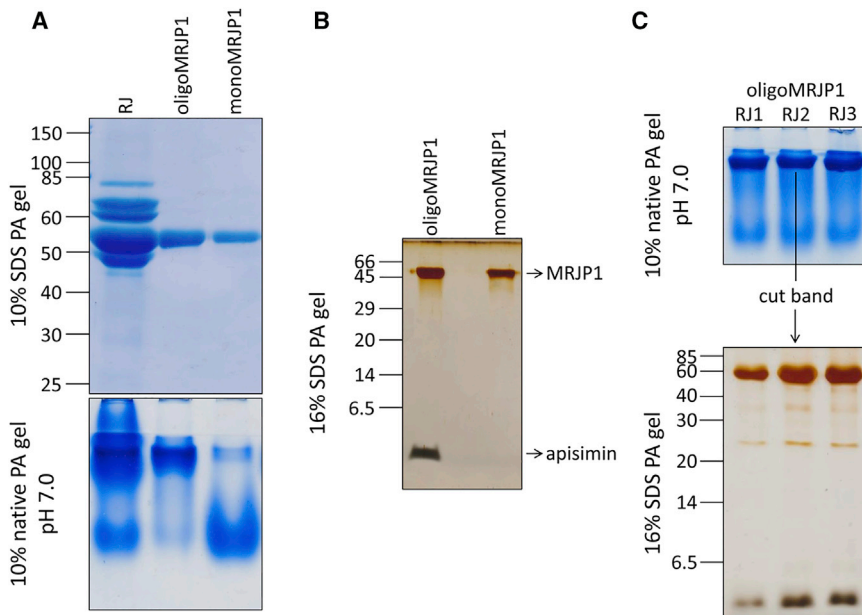 A
RJ
oligoMRJP1
monoMRJP1
10% SDS PA gel
150
100
85
60
50
40
30
25
10% native PA gel
pH 7.0
B
oligoMRJP1
monoMRJP1
16% SDS PA gel
66
45
29
20
14
6.5
MRJP1
apisimin
C
oligoMRJP1
RJ1 RJ2 RJ3
10% native PA gel
pH 7.0
cut band
16% SDS PA gel
85
60
40
30
20
14
6.5